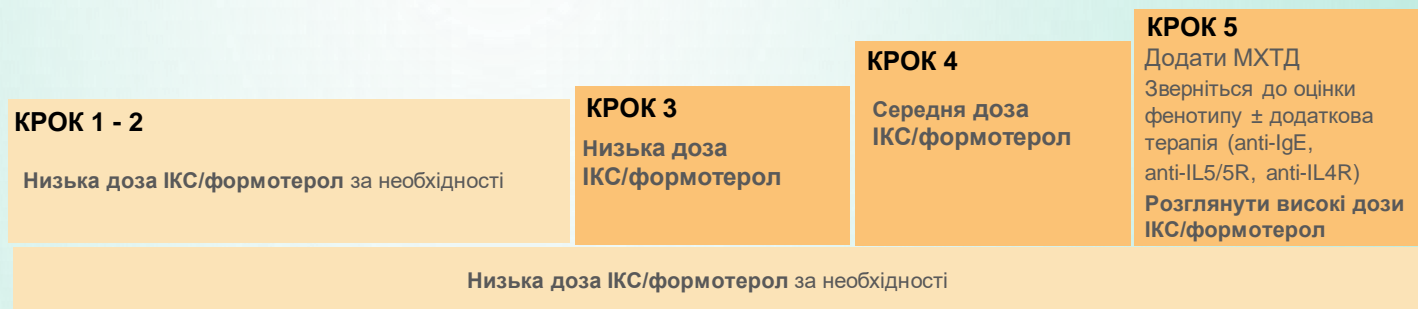 КРОК 1 - 2
Низька доза ІКС/формотерол за необхідності
КРОК 3
Низька доза
ІКС/формотерол
КРОК 4
Середня доза
ІКС/формотерол
КРОК 5
Додати МХТД
Зверніться до оцінки
фенотипу ± додаткова
терапія (anti-IgE,
anti-IL5/5R, anti-IL4R)
Розглянути високі дози
ІКС/формотерол
Низька доза ІКС/формотерол за необхідності